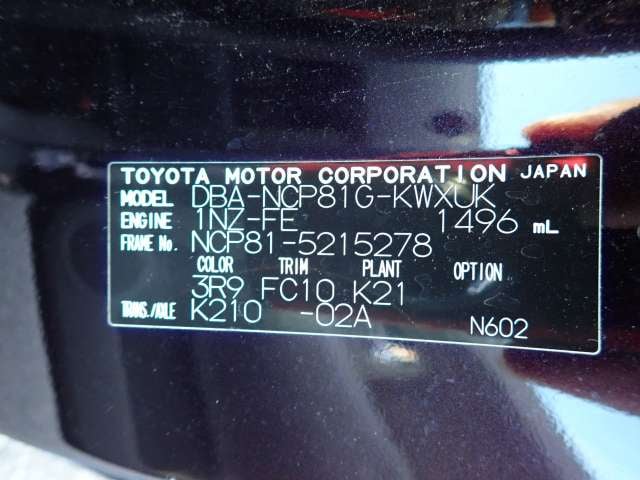 TOYOTA MOTOR CORPORATION JAPAN
MODEL DBA-NCP81G-KWXUK
ENGINE 1NZ-FE 1496 mL
FRAME No. NCP81-5215278
COLOR TRIM PLANT OPTION
3R9 FC10 K21
TRANS./AXLE K210 -02A N602